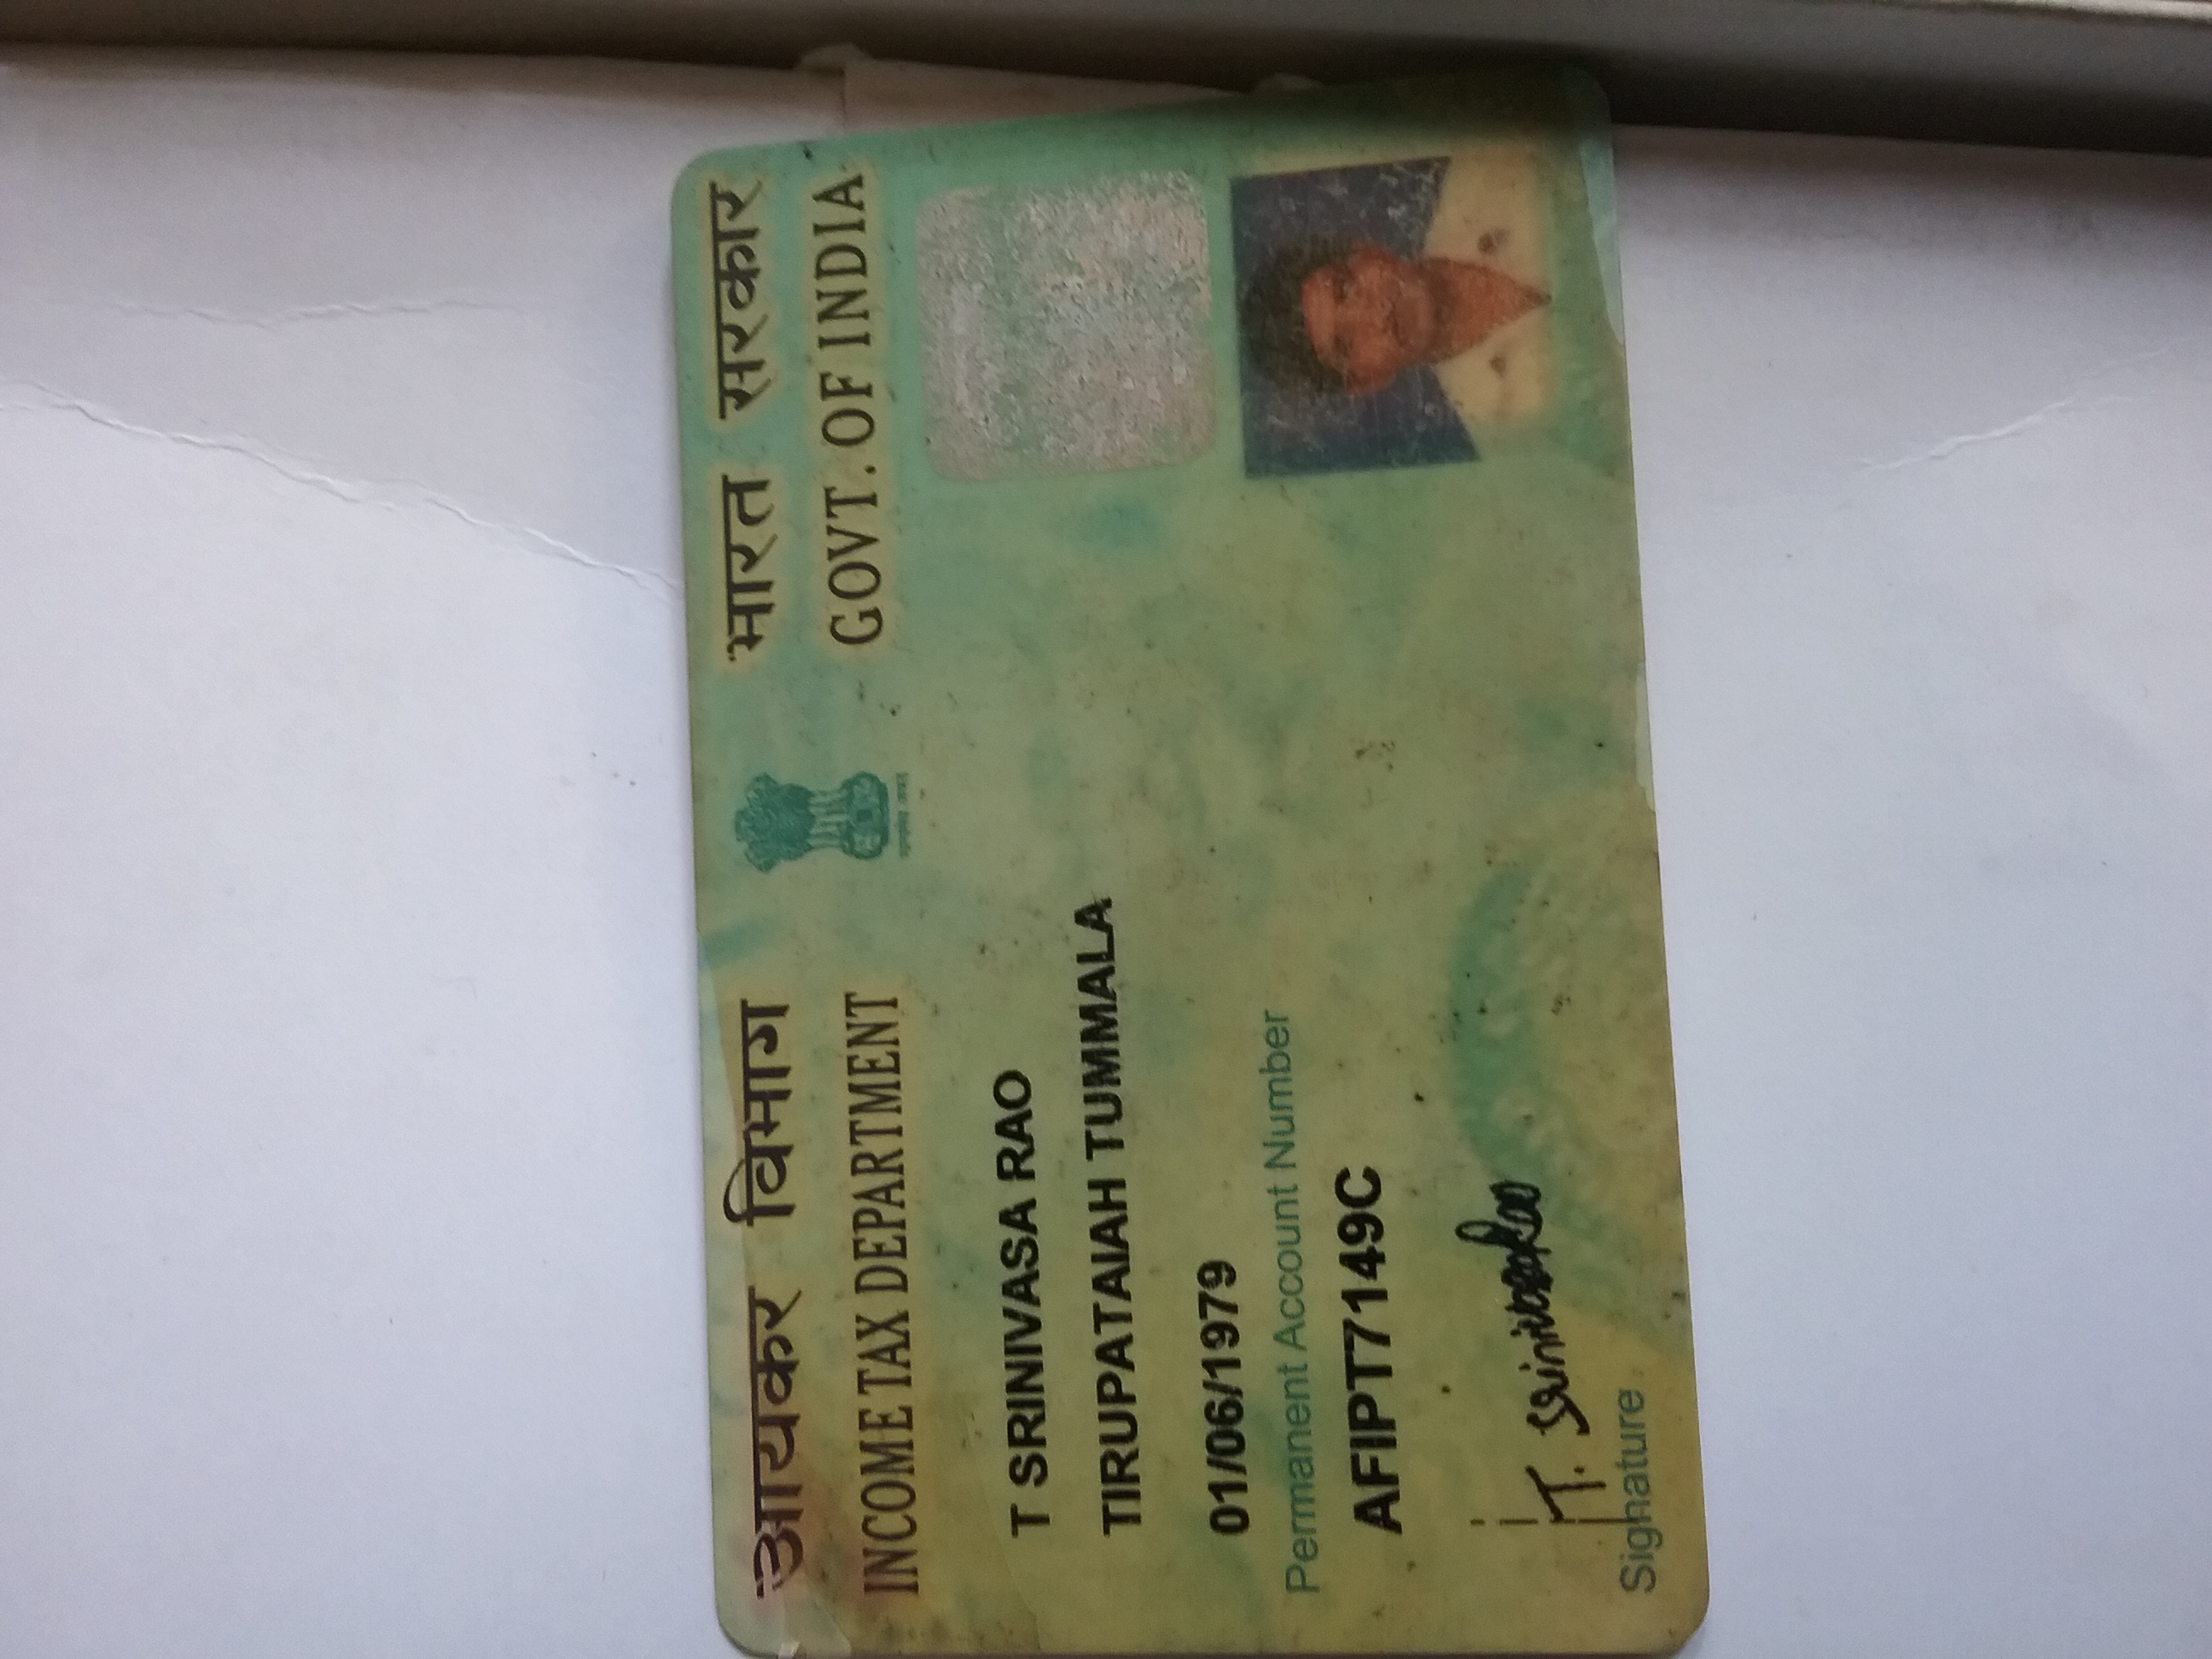 आयकर विभाग
भारत सरकार
INCOME TAX DEPARTMENT
GOVT. OF INDIA
T SRINIVASA RAO
TIRUPATAIAH TUMMALA
01/06/1979
Permanent Account Number
AFIPT7149C
T. SrinivasaRao
Signature